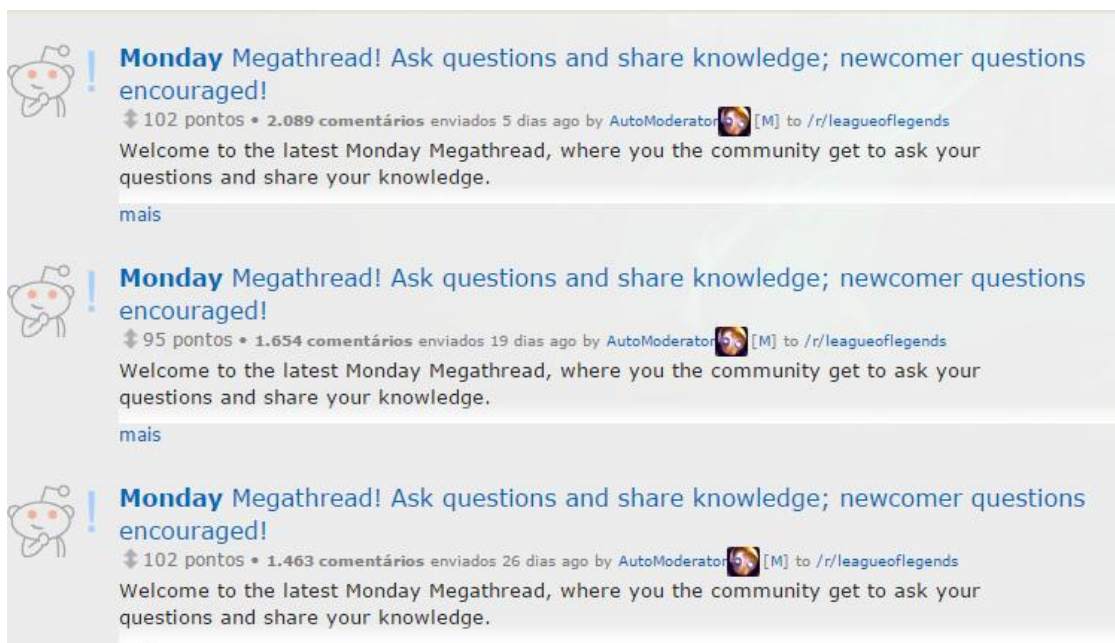 Monday Megathread! Ask questions and share knowledge; newcomer questions
encouraged!
102 pontos • 2.089 comentários enviados 5 dias ago by AutoModerator [M] to /r/leagueoflegends
Welcome to the latest Monday Megathread, where you the community get to ask your
questions and share your knowledge.
mais
Monday Megathread! Ask questions and share knowledge; newcomer questions
encouraged!
95 pontos • 1.654 comentários enviados 19 dias ago by AutoModerator [M] to /r/leagueoflegends
Welcome to the latest Monday Megathread, where you the community get to ask your
questions and share your knowledge.
mais
Monday Megathread! Ask questions and share knowledge; newcomer questions
encouraged!
102 pontos • 1.463 comentários enviados 26 dias ago by AutoModerator [M] to /r/leagueoflegends
Welcome to the latest Monday Megathread, where you the community get to ask your
questions and share your knowledge.